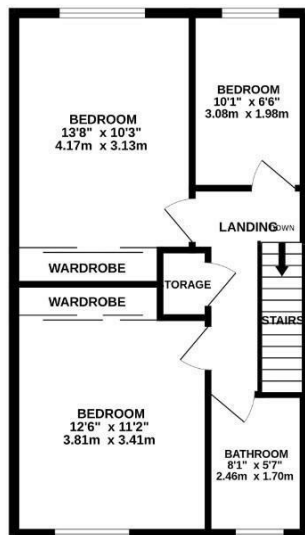 BEDROOM
13'8" x 10'3"
4.17m x 3.13m
BEDROOM
10'1" x 6'6"
3.08m x 1.98m
LANDING
OWN
WARDROBE
TORAGE
WARDROBE
STAIRS
BEDROOM
12'6" x 11'2"
3.81m x 3.41m
BATHROOM
8'1" x 5'7"
2.46m x 1.70m